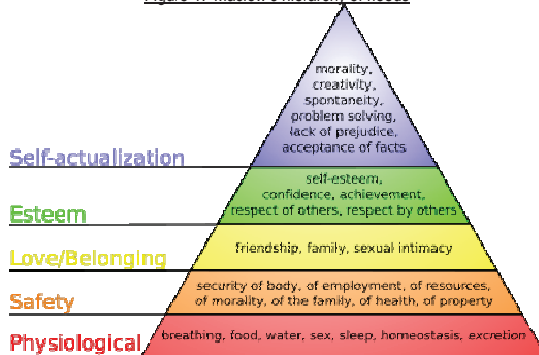 morality,
creativity,
spontaneity,
problem solving,
lack of prejudice,
acceptance of facts
Self-actualization
self-esteem,
confidence, achievement,
respect of others, respect by others
Esteem
friendship, family, sexual intimacy
Love/Belonging
security of body, of employment, of resources,
of morality, of the family, of health, of property
Safety
breathing, food, water, sex, sleep, homeostasis, excretion
Physiological